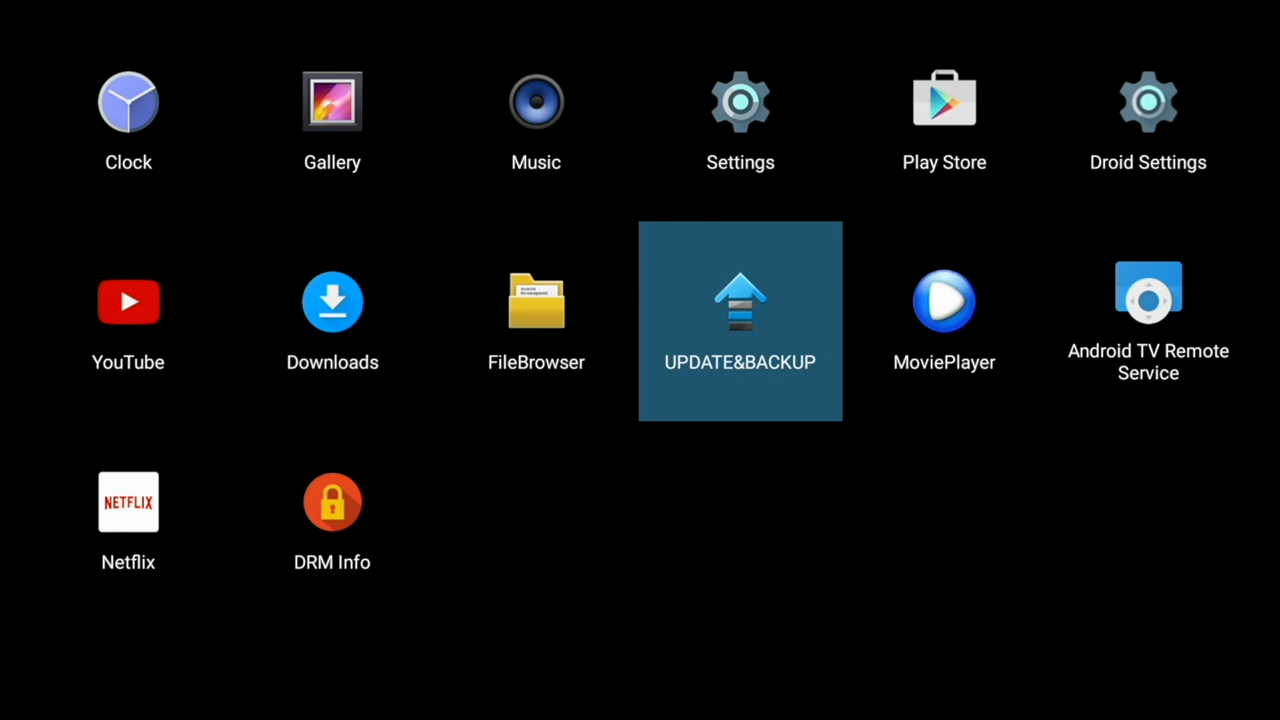 Clock
Gallery
Music
Settings
Play Store
Droid Settings
YouTube
Downloads
FileBrowser
UPDATE&BACKUP
MoviePlayer
Android TV Remote
Service
NETFLIX
Netflix
DRM Info